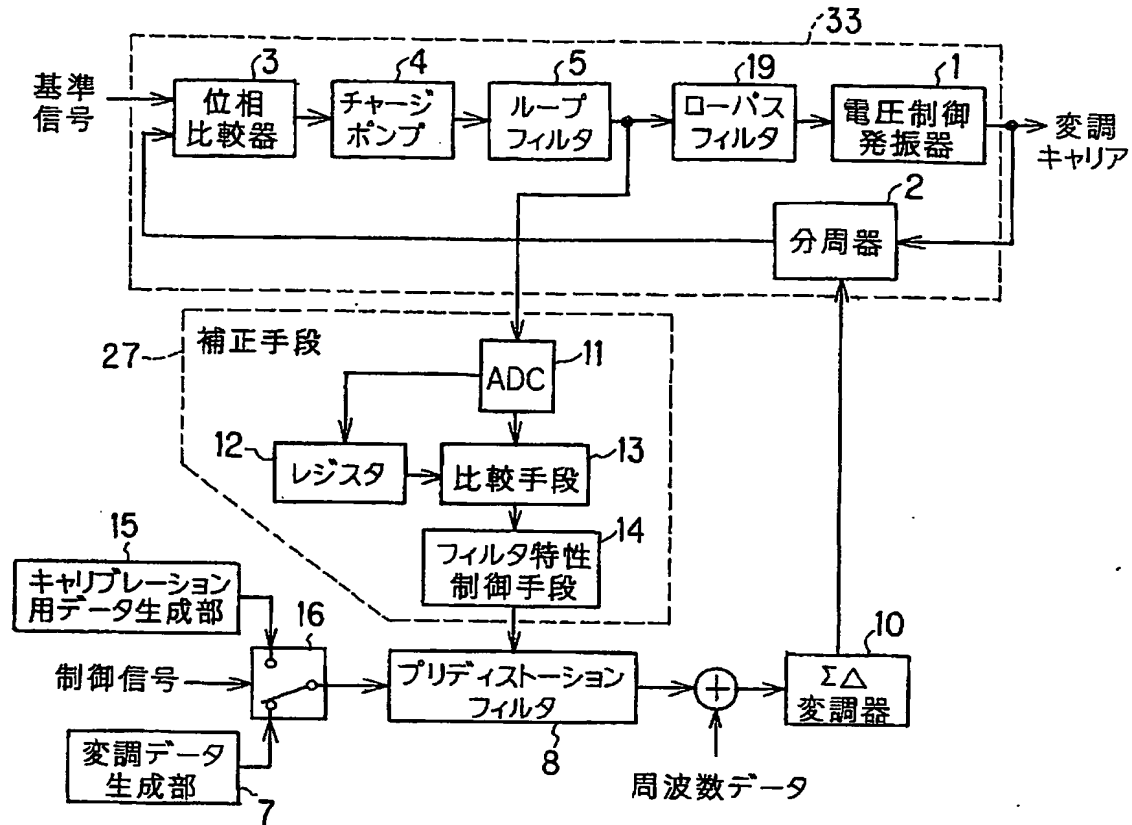 33
基準
信号
3
位相
比較器
4
チャージ
ポンプ
5
ループ
フィルタ
19
ローパス
フィルタ
1
電圧制御
発振器
変調
キャリア
2
分周器
27
補正手段
ADC
11
12
レジスタ
13
比較手段
14
フィルタ特性
制御手段
15
キャリブレーション
用データ生成部
16
制御信号
変調データ
生成部
7
プリディストーション
フィルタ
8
+
周波数データ
10
ΣΔ
変調器